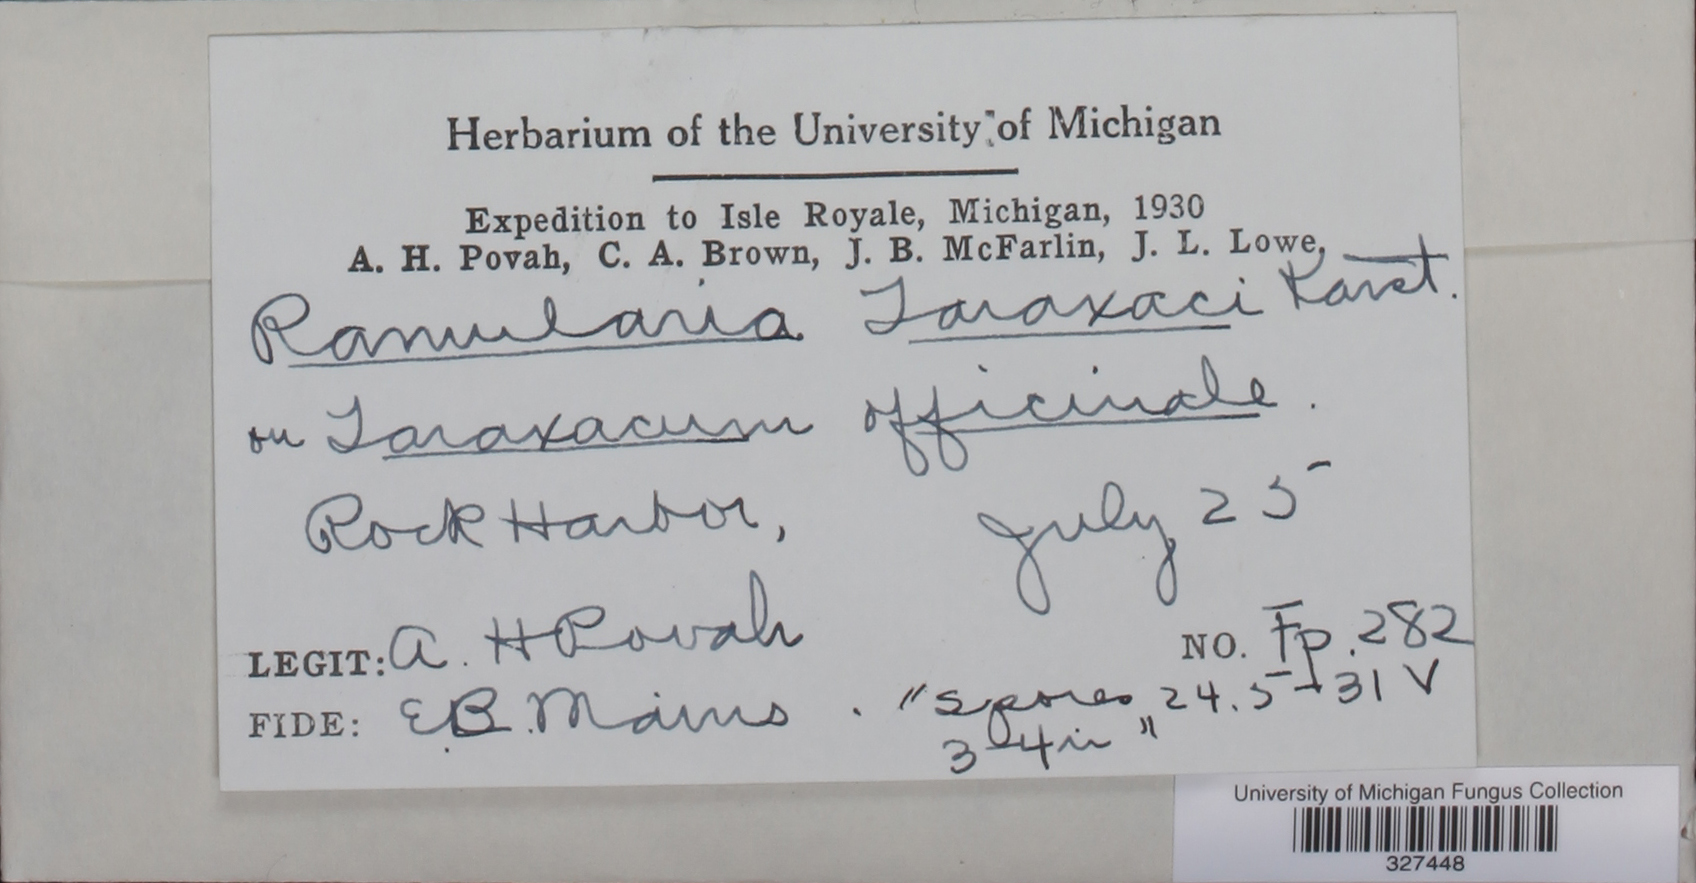 Herbarium of the University of Michigan
Expedition to Isle Royale, Michigan, 1930
A. H. Povah, C. A. Brown, J. B. McFarlin, J. L. Lowe,
Ramularia Taraxaci Karst.
on Taraxacum officinale.
Rock Harbor, July 25
LEGIT: A. H Povah NO. Fp. 282
FIDE: E.B. Mains. "Spores 24.5-31 V
3-4 "
University of Michigan Fungus Collection
327448